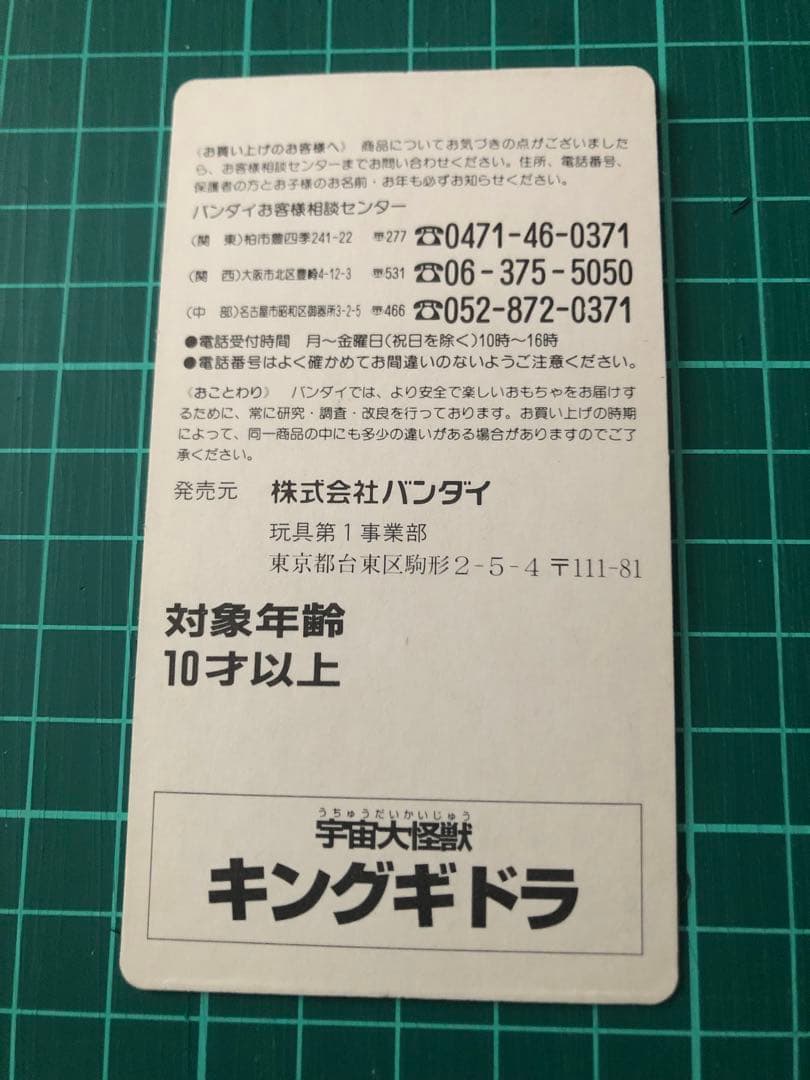 《お買い上げのお客様へ》 商品についてお気づきの点がございました
ら、お客様相談センターまでお問い合わせください。住所、電話番号、
保護者の方とお子様のお名前・お年も必ずお知らせください。
バンダイお客様相談センター
(関 東)柏市豊四季241-22 〒277 ☎0471-46-0371
(関 西)大阪市北区豊崎4-12-3 〒531 ☎06-375-5050
(中 部)名古屋市昭和区御器所3-2-5 〒466 ☎052-872-0371
●電話受付時間 月〜金曜日(祝日を除く)10時〜16時
●電話番号はよく確かめてお間違いのないようご注意ください。
《おことわり》 バンダイでは、より安全で楽しいおもちゃをお届けす
るために、常に研究・調査・改良を行っております。お買い上げの時期
によって、同一商品の中にも多少の違いがある場合がありますのでご了
承ください。
発売元 株式会社バンダイ
玩具第1事業部
東京都台東区駒形2-5-4 〒111-81
対象年齢
10才以上
うちゅうだいかいじゅう
宇宙大怪獣
キングギドラ